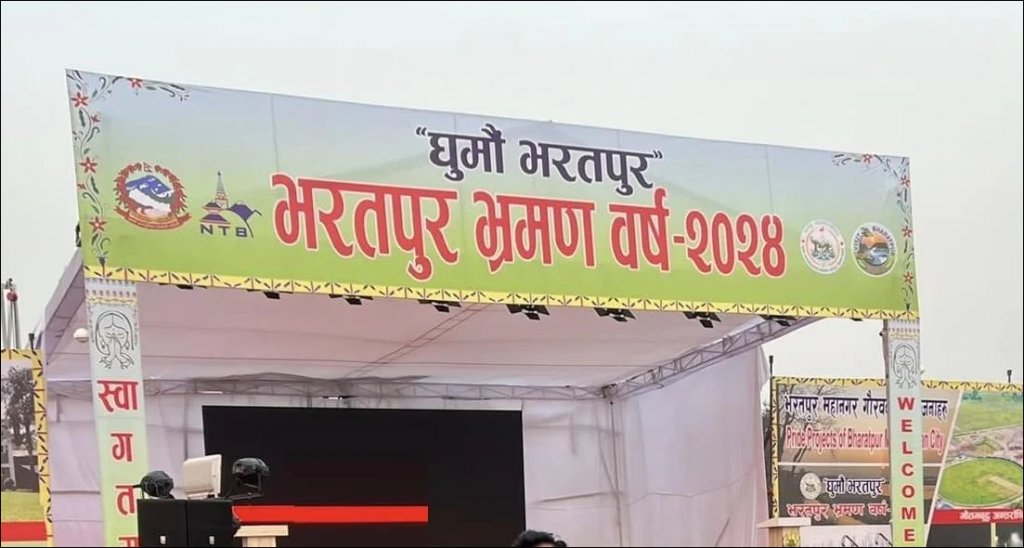 “घुमौं भरतपुर”
भरतपुर भ्रमण वर्ष-२०२४
NTB
स्वा
ग
त
WELCOME
भरतपुर महानगर
Pride Projects of Bharatpur
City
“घुमौं भरतपुर”
भरतपुर भ्रमण वर्ष-